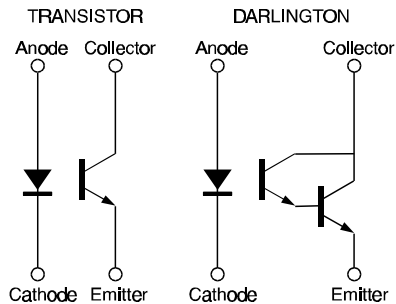 TRANSISTOR DARLINGTON
Anode Collector Anode Collector
Cathode Emitter Cathode Emitter